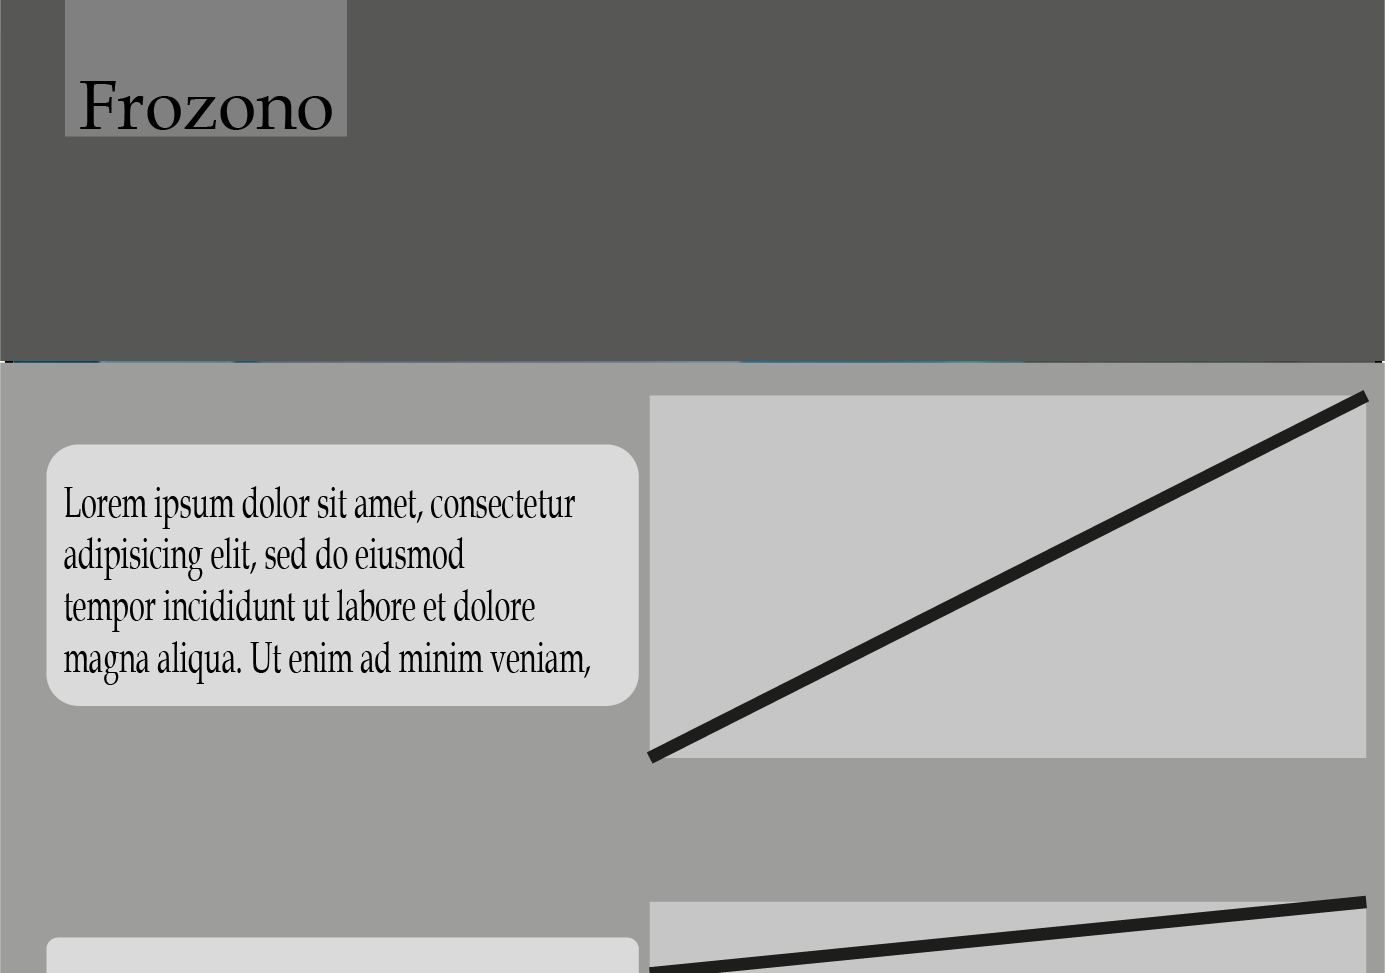 Frozono
Lorem ipsum dolor sit amet, consectetur
adipisicing elit, sed do eiusmod
tempor incididunt ut labore et dolore
magna aliqua. Ut enim ad minim veniam,